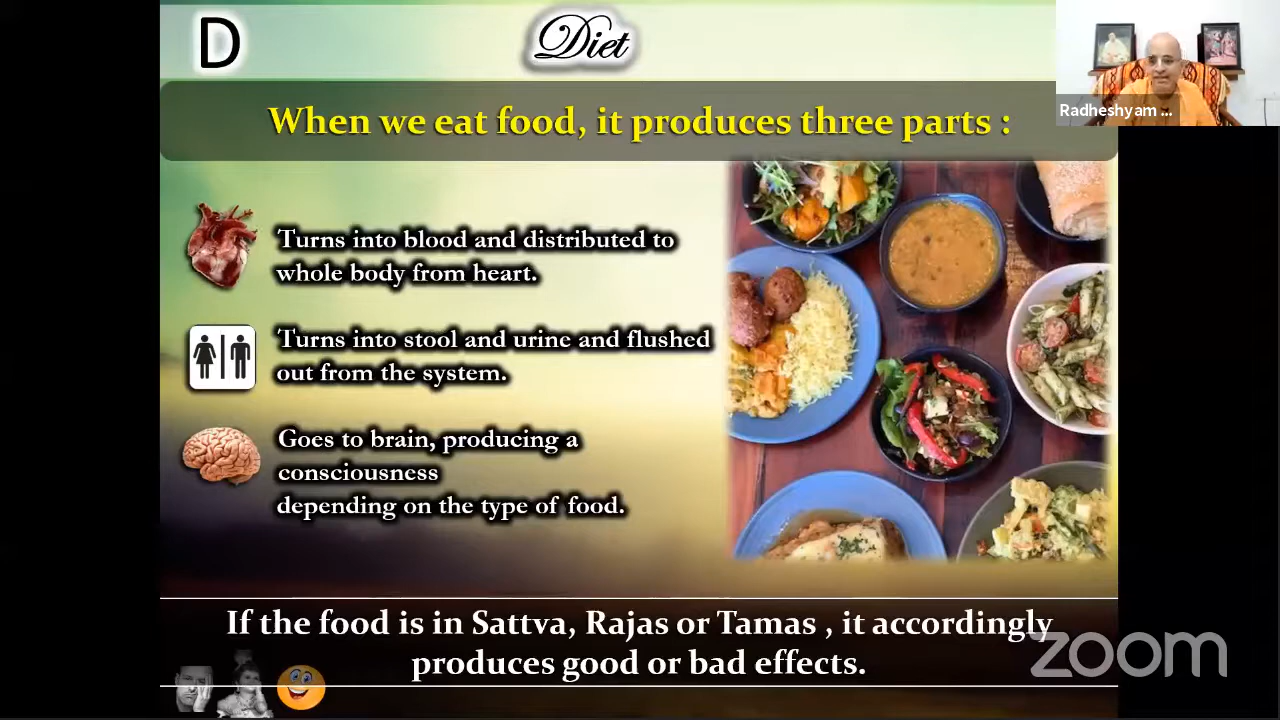 D
Diet
When we eat food, it produces three parts :
Radheshyam ...
Turns into blood and distributed to
whole body from heart.
Turns into stool and urine and flushed
out from the system.
Goes to brain, producing a
consciousness
depending on the type of food.
If the food is in Sattva, Rajas or Tamas , it accordingly
produces good or bad effects.
zoom